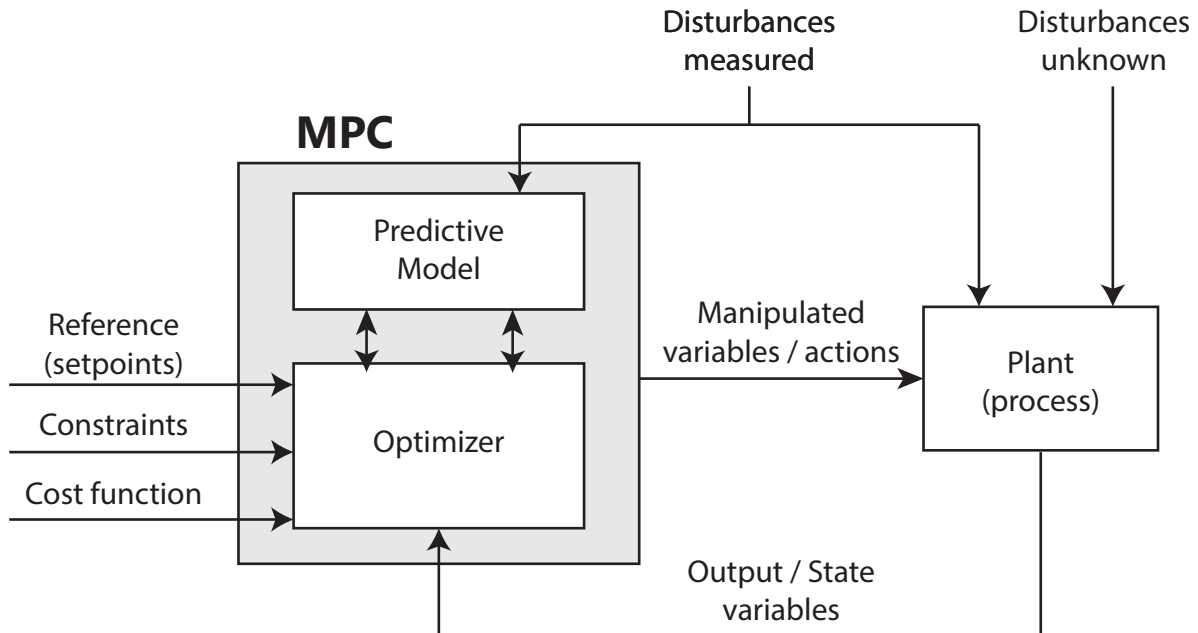 Disturbances
measured
Disturbances
unknown
MPC
Predictive
Model
Reference
(setpoints)
Manipulated
variables / actions
Plant
(process)
Constraints
Optimizer
Cost function
Output / State
variables